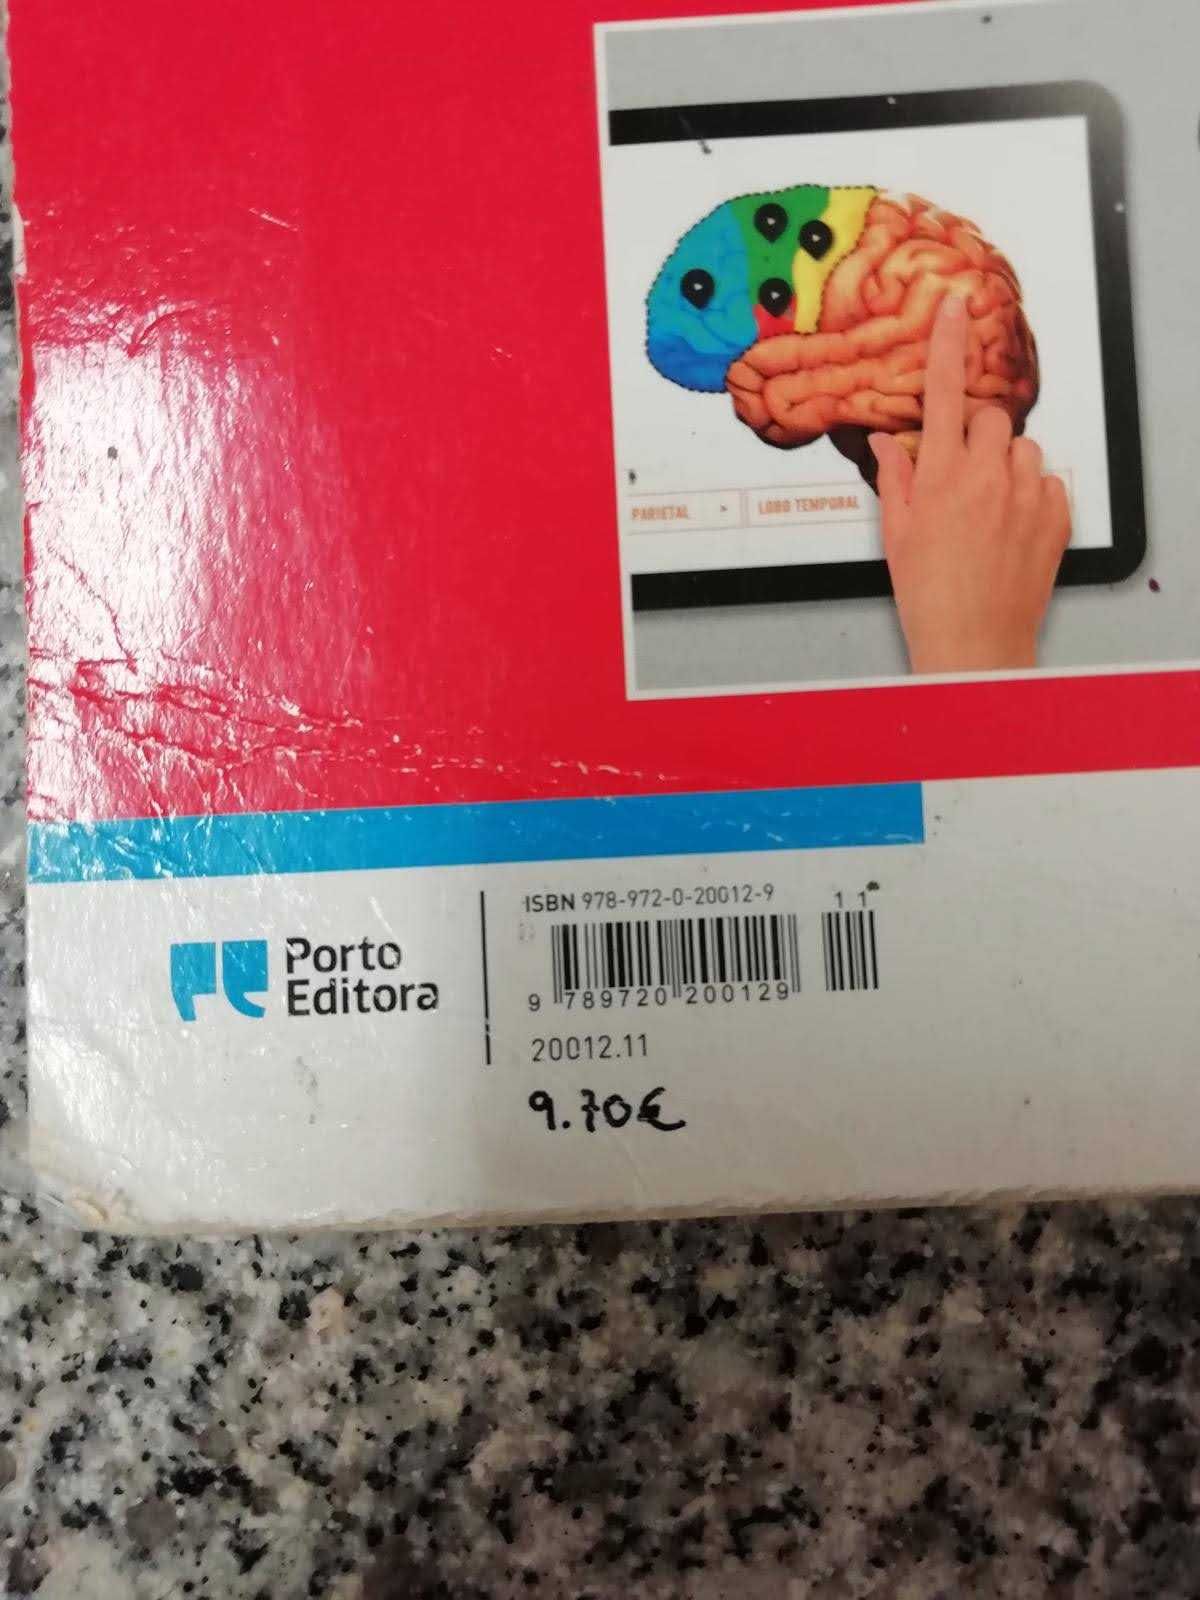 PARIETAL
LOBO TEMPORAL
Porto
Editora
ISBN 978-972-0-20012-9
1 1
9 789720 200129
20012.11
9.70€